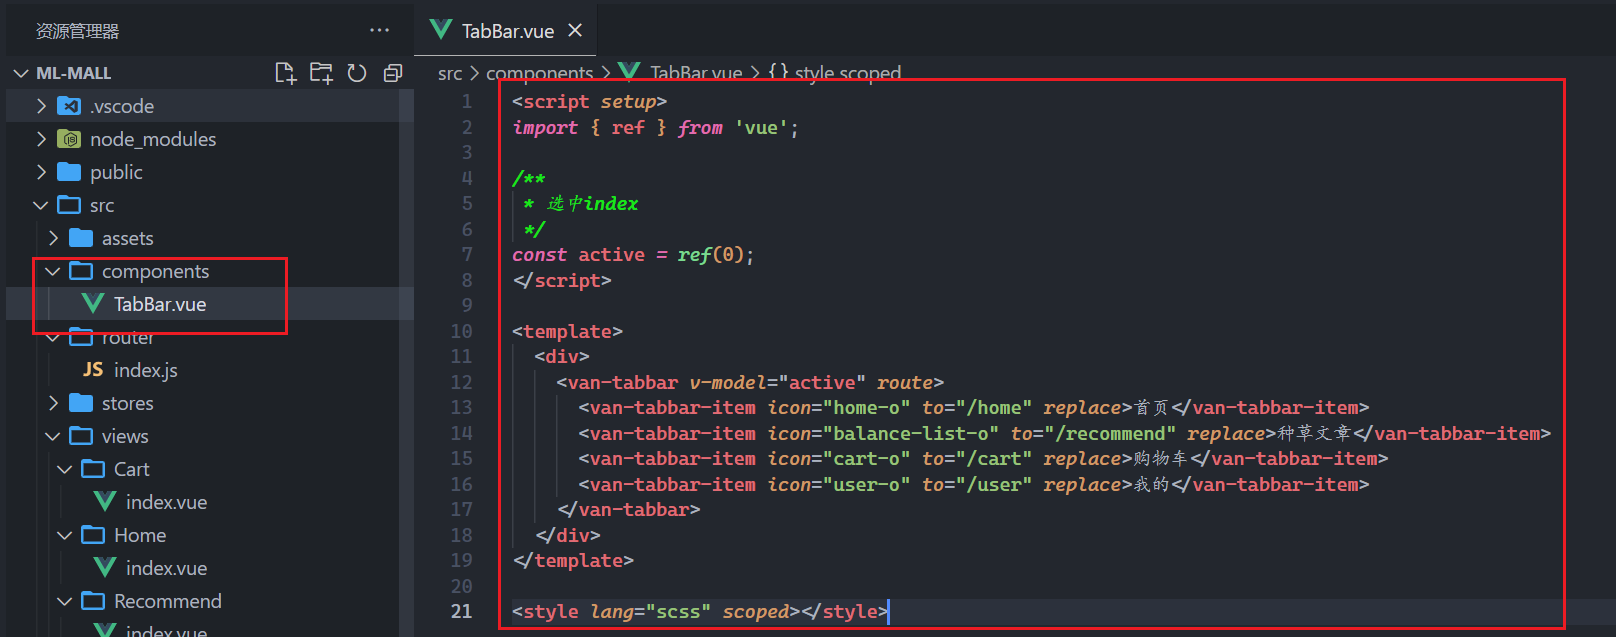 资源管理器 ···
ML-MALL
.vscode
node_modules
public
src
assets
components
TabBar.vue
router
JS index.js
stores
views
Cart
index.vue
Home
index.vue
Recommend
index.vue
TabBar.vue ×
src > components > TabBar.vue > {} style scoped
1 <script setup>
2 import { ref } from 'vue';
3
4 /**
5 * 选中index
6 */
7 const active = ref(0);
8 </script>
9
10 <template>
11 <div>
12 <van-tabbar v-model="active" route>
13 <van-tabbar-item icon="home-o" to="/home" replace>首页</van-tabbar-item>
14 <van-tabbar-item icon="balance-list-o" to="/recommend" replace>种草文章</van-tabbar-item>
15 <van-tabbar-item icon="cart-o" to="/cart" replace>购物车</van-tabbar-item>
16 <van-tabbar-item icon="user-o" to="/user" replace>我的</van-tabbar-item>
17 </van-tabbar>
18 </div>
19 </template>
20
21 <style lang="scss" scoped></style>